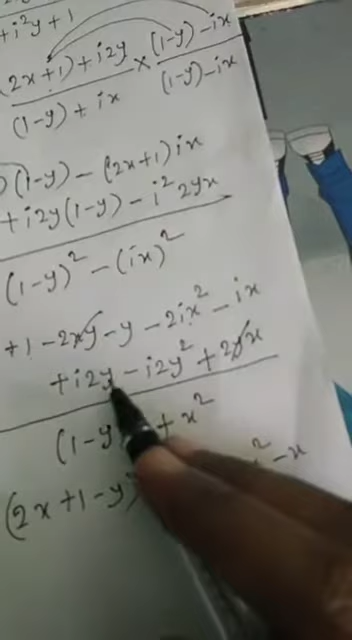 +i²y+1
(2x+1)+i2y × (1-y)-ix
(1-y)+ix (1-y)-ix
)(1-y) - (2x+1)ix
+i2y(1-y) - i²2yx
(1-y)² - (ix)²
+1 - 2xy - y - 2ix² - ix
+i2y - i2y² + 2yx
(1-y + x²
(2x+1-y) x² - x